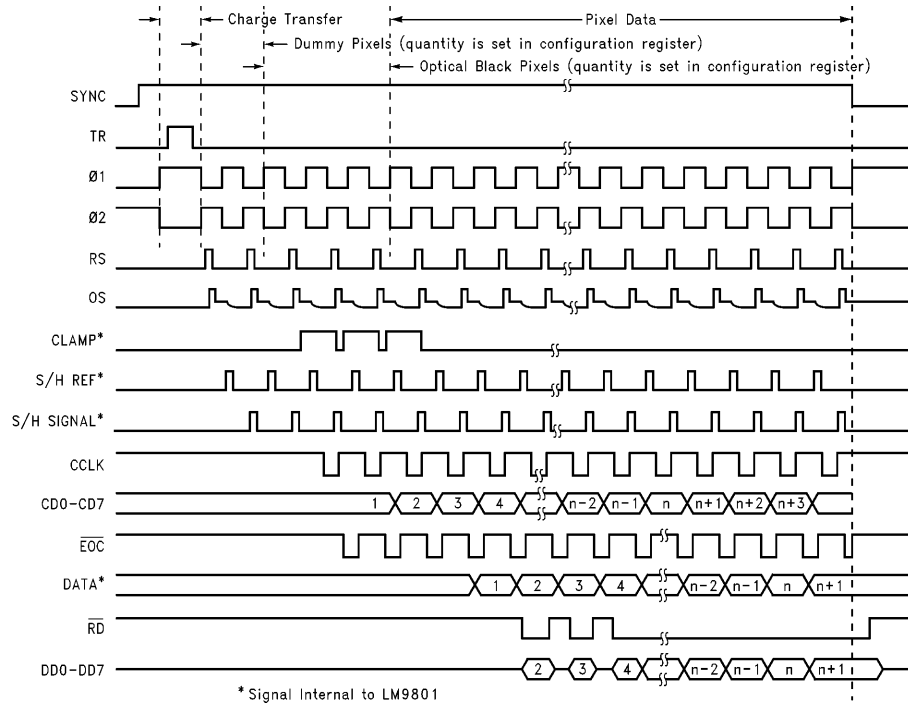 Charge Transfer
Pixel Data
Dummy Pixels (quantity is set in configuration register)
Optical Black Pixels (quantity is set in configuration register)
SYNC
TR
Ø1
Ø2
RS
OS
CLAMP*
S/H REF*
S/H SIGNAL*
CCLK
CD0-CD7 1 2 3 4 n-2 n-1 n n+1 n+2 n+3
EOC
DATA* 1 2 3 4 n-2 n-1 n n+1
RD
DD0-DD7 2 3 4 n-2 n-1 n n+1
* Signal Internal to LM9801